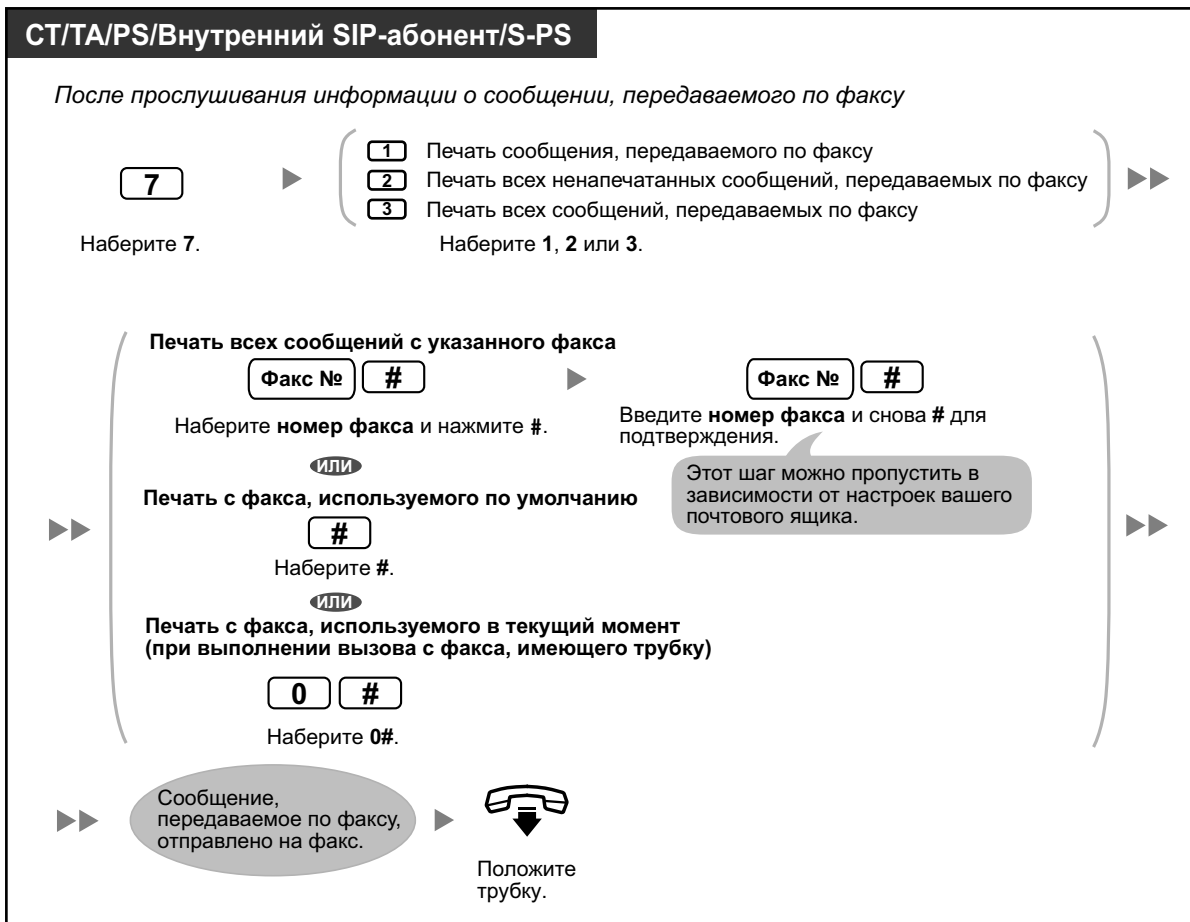 СТ/TA/PS/Внутренний SIP-абонент/S-PS
После прослушивания информации о сообщении, передаваемого по факсу
7
1 Печать сообщения, передаваемого по факсу
2 Печать всех ненапечатанных сообщений, передаваемых по факсу
3 Печать всех сообщений, передаваемых по факсу
Наберите 7.
Наберите 1, 2 или 3.
Печать всех сообщений с указанного факса
Факс № #
Наберите номер факса и нажмите #.
Факс № #
Введите номер факса и снова # для
подтверждения.
Этот шаг можно пропустить в
зависимости от настроек вашего
почтового ящика.
ИЛИ
Печать с факса, используемого по умолчанию
#
Наберите #.
ИЛИ
Печать с факса, используемого в текущий момент
(при выполнении вызова с факса, имеющего трубку)
0 #
Наберите 0#.
Сообщение,
передаваемое по факсу,
отправлено на факс.
Положите
трубку.